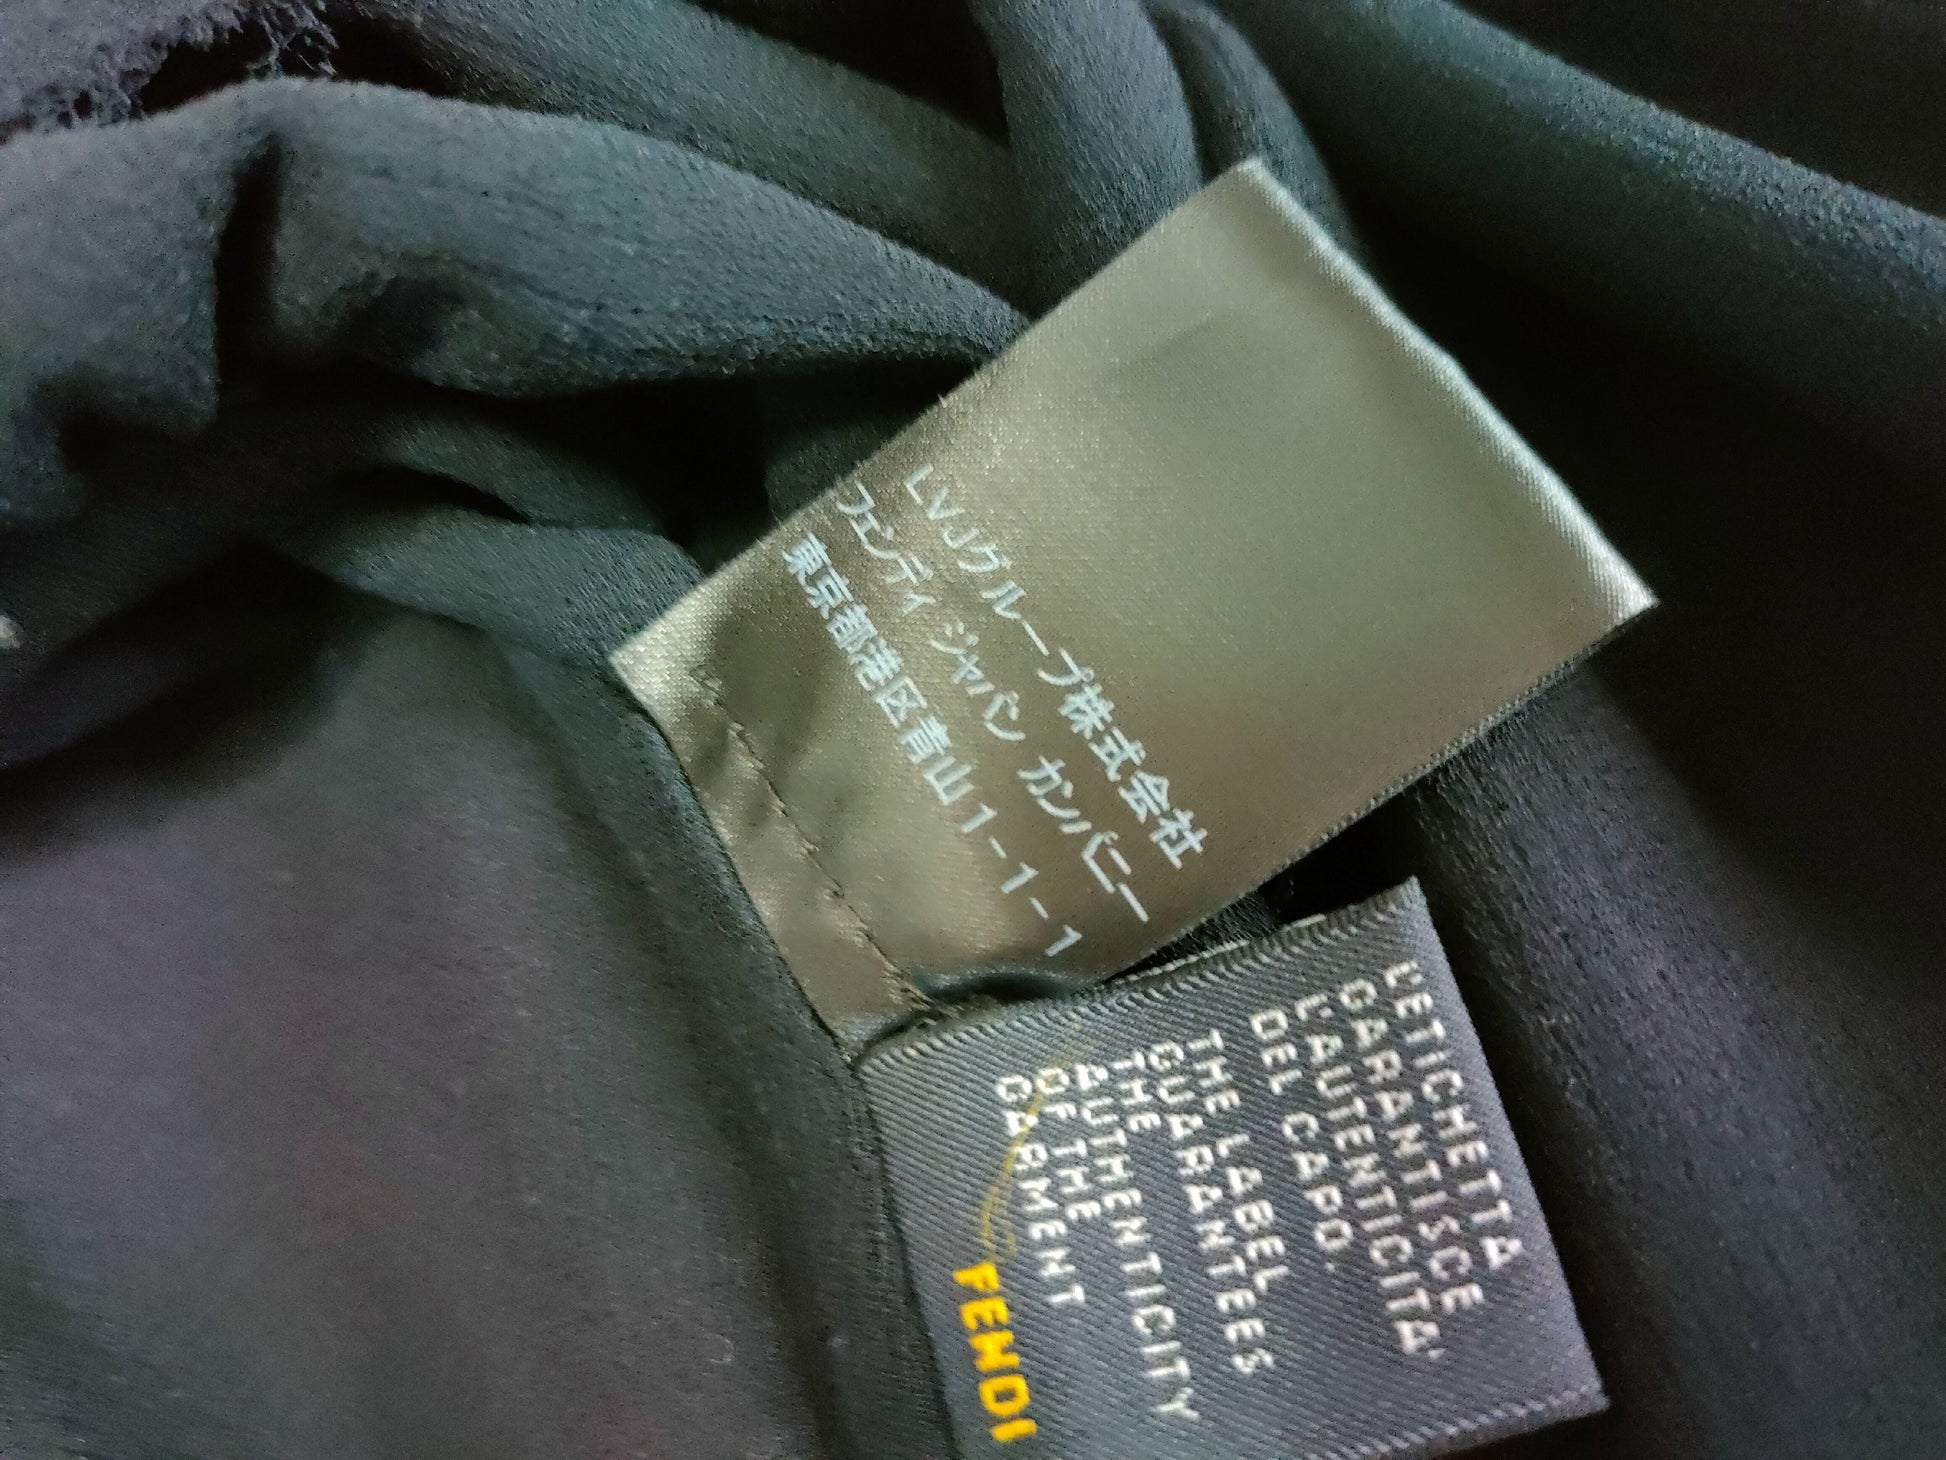 LVJグループ株式会社
フェンディ ジャパン カンパニー
東京都港区青山1-1-1
L'ETICHETTA
GARANTISCE
L'AUTENTICITA'
DEL CAPO.
THE LABEL
GUARANTEES
THE
AUTHENTICITY
OF THE
GARMENT
FENDI